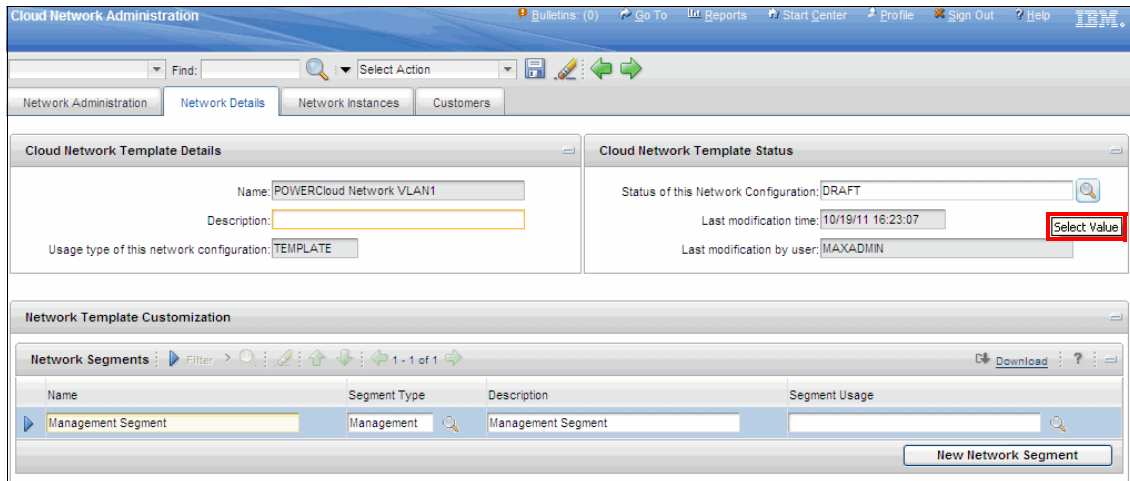 Cloud Network Administration
Bulletins: (0) Go To Reports Start Center Profile Sign Out ? Help IBM.
Find: Select Action
Network Administration Network Details Network Instances Customers
Cloud Network Template Details
Name: POWERCloud Network VLAN1
Description:
Usage type of this network configuration: TEMPLATE
Cloud Network Template Status
Status of this Network Configuration: DRAFT
Last modification time: 10/19/11 16:23:07
Select Value
Last modification by user: MAXADMIN
Network Template Customization
Network Segments Filter 1 - 1 of 1 Download ?
Name Segment Type Description Segment Usage
Management Segment Management Management Segment
New Network Segment